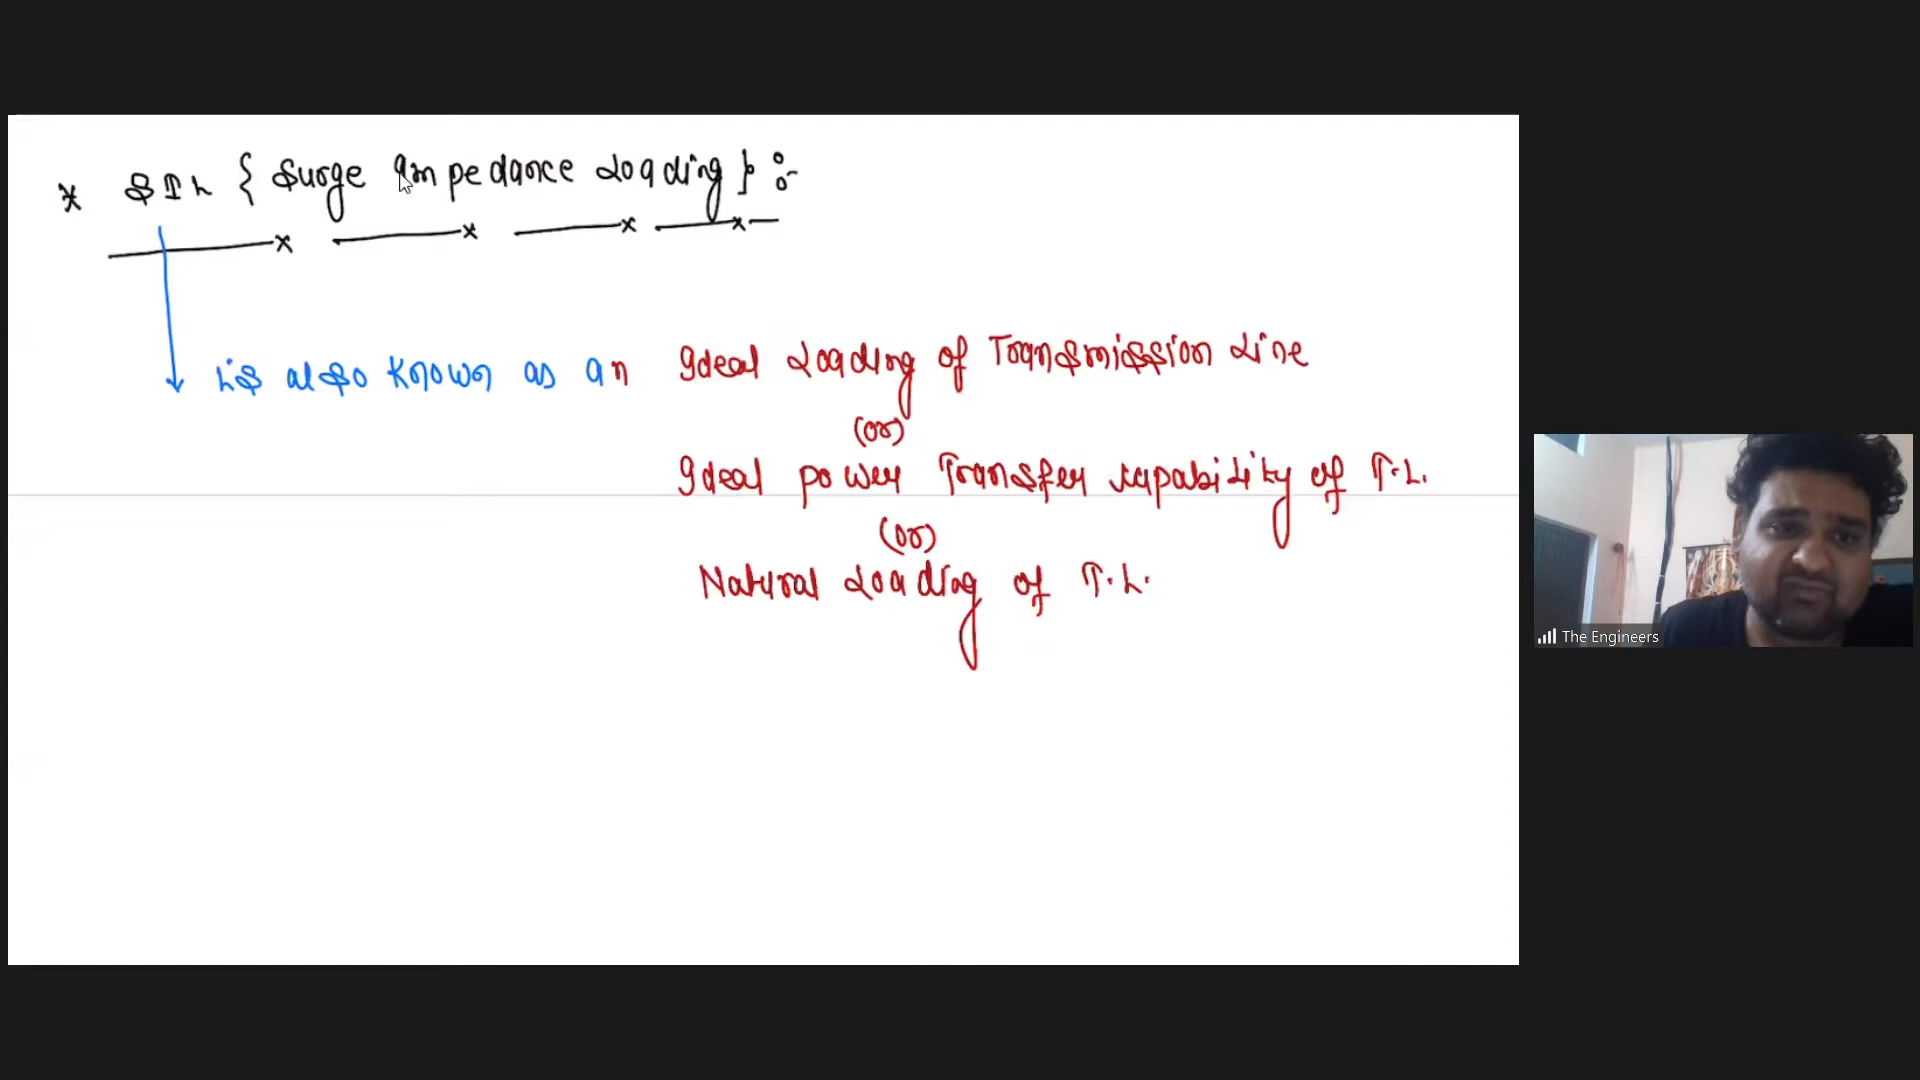 * SIL { Surge Impedance Loading } :-
is also known as an Ideal Loading of Transmission Line
(or)
Ideal power Transfer capability of T.L.
(or)
Natural Loading of T.L.
The Engineers